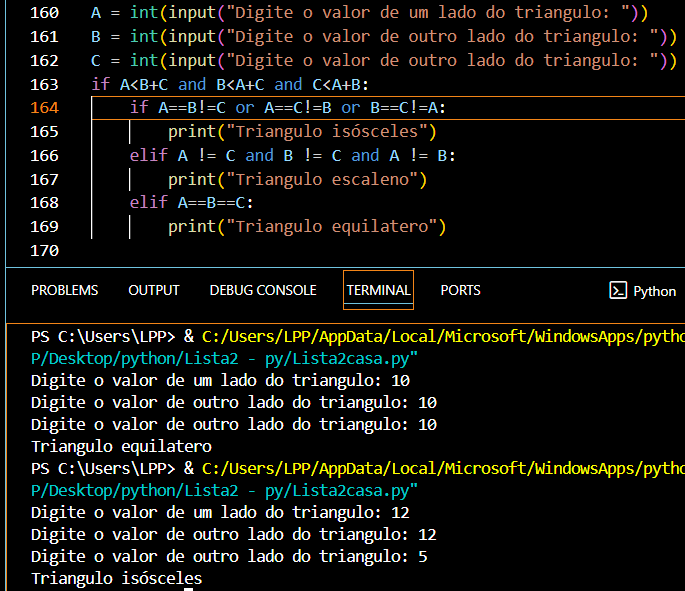 160 A = int(input("Digite o valor de um lado do triangulo: "))
161 B = int(input("Digite o valor de outro lado do triangulo: "))
162 C = int(input("Digite o valor de outro lado do triangulo: "))
163 if A<B+C and B<A+C and C<A+B:
164 if A==B!=C or A==C!=B or B==C!=A:
165 print("Triangulo isósceles")
166 elif A != C and B != C and A != B:
167 print("Triangulo escaleno")
168 elif A==B==C:
169 print("Triangulo equilatero")
170
PROBLEMS OUTPUT DEBUG CONSOLE TERMINAL PORTS Python
PS C:\Users\LPP> & C:/Users/LPP/AppData/Local/Microsoft/WindowsApps/pytho
P/Desktop/python/Lista2 - py/Lista2casa.py"
Digite o valor de um lado do triangulo: 10
Digite o valor de outro lado do triangulo: 10
Digite o valor de outro lado do triangulo: 10
Triangulo equilatero
PS C:\Users\LPP> & C:/Users/LPP/AppData/Local/Microsoft/WindowsApps/pytho
P/Desktop/python/Lista2 - py/Lista2casa.py"
Digite o valor de um lado do triangulo: 12
Digite o valor de outro lado do triangulo: 12
Digite o valor de outro lado do triangulo: 5
Triangulo isósceles